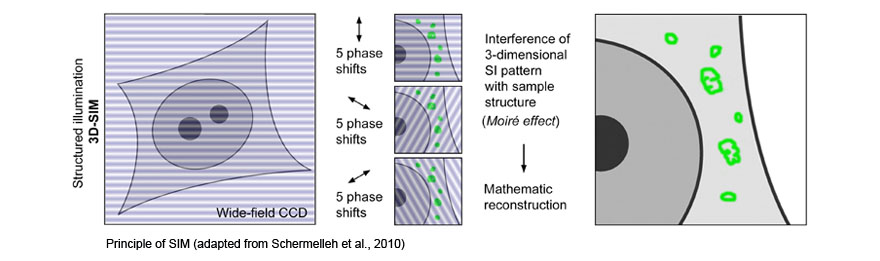 Structured illumination
3D-SIM
Wide-field CCD
5 phase
shifts
5 phase
shifts
5 phase
shifts
Interference of
3-dimensional
SI pattern
with sample
structure
(Moiré effect)
Mathematic
reconstruction
Principle of SIM (adapted from Schermelleh et al., 2010)